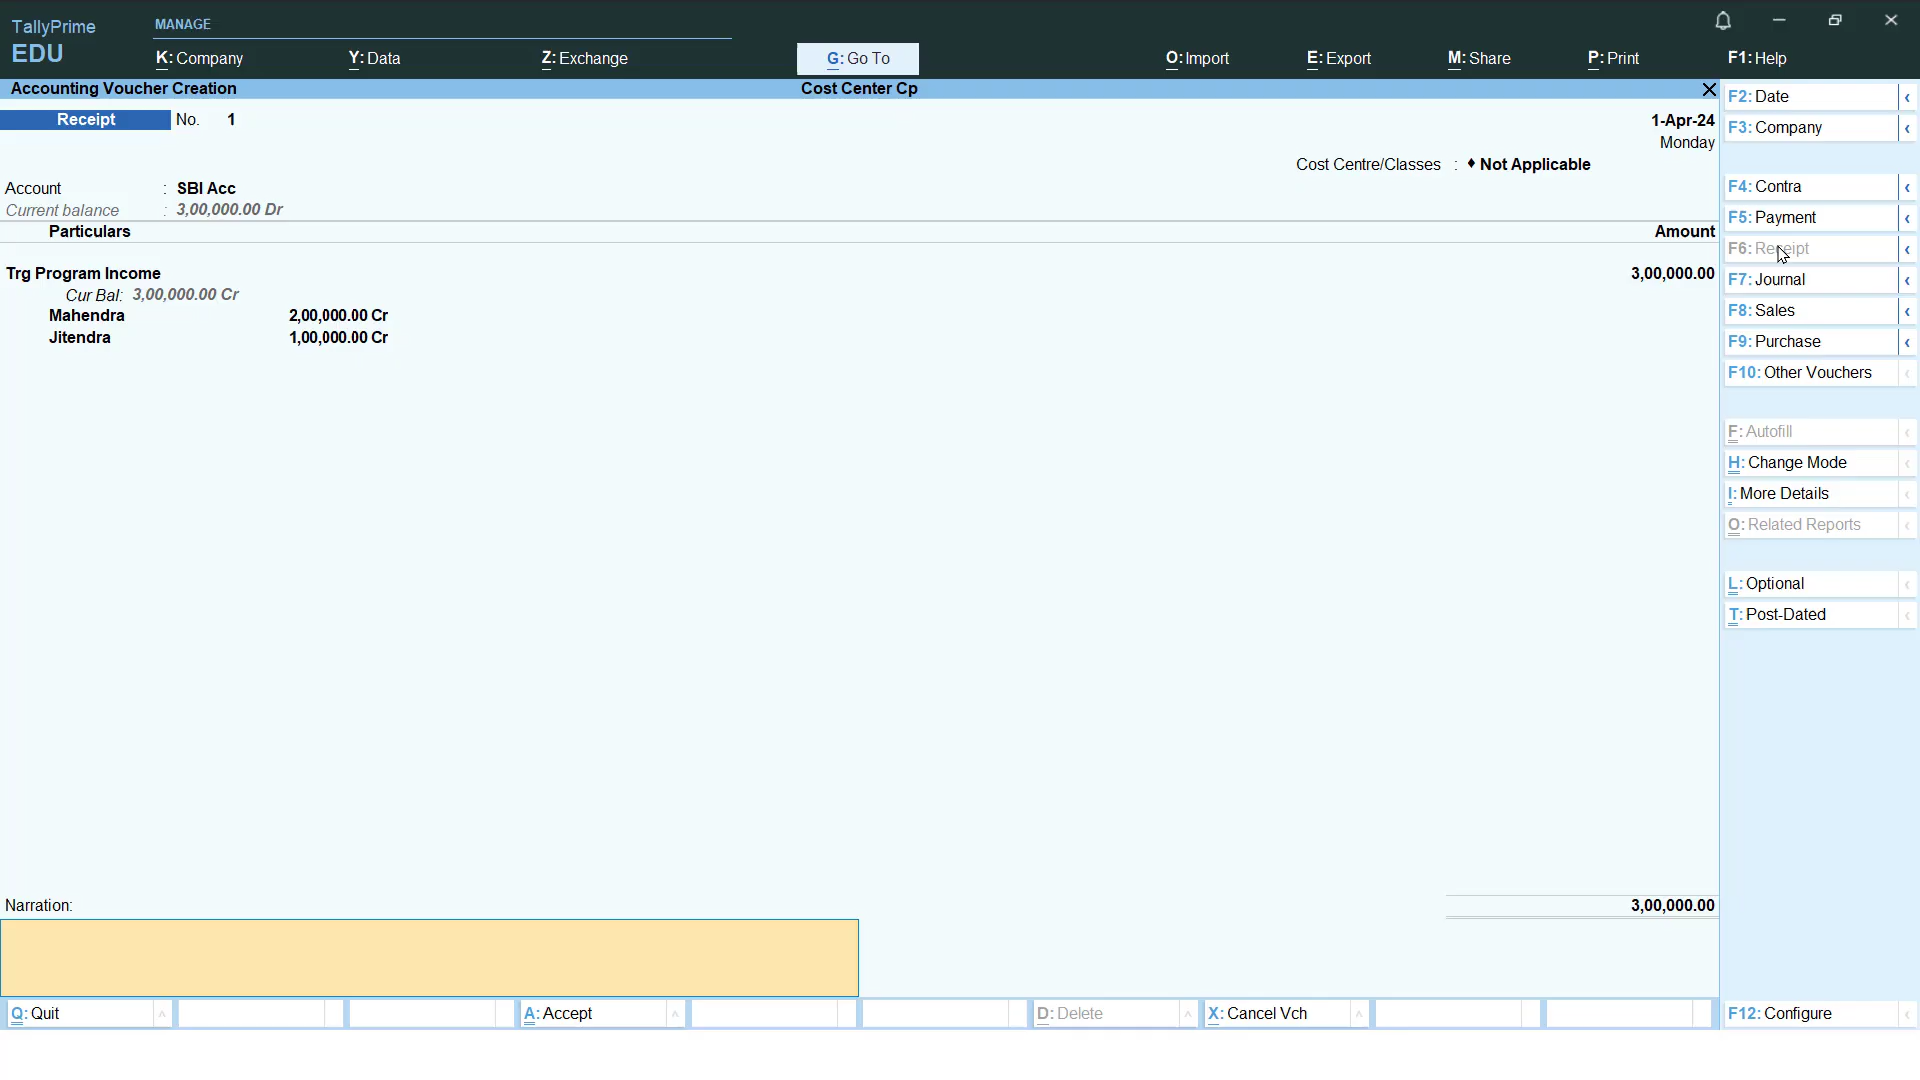 TallyPrime
EDU
MANAGE
K: Company
Y: Data
Z: Exchange
G: Go To
O: Import
E: Export
M: Share
P: Print
F1: Help
Accounting Voucher Creation
Cost Center Cp
Receipt No. 1
1-Apr-24
Monday
Cost Centre/Classes : ♦ Not Applicable
Account : SBI Acc
Current balance : 3,00,000.00 Dr
Particulars Amount
Trg Program Income 3,00,000.00
Cur Bal: 3,00,000.00 Cr
Mahendra 2,00,000.00 Cr
Jitendra 1,00,000.00 Cr
Narration: 3,00,000.00
Q: Quit
A: Accept
D: Delete
X: Cancel Vch
F2: Date
F3: Company
F4: Contra
F5: Payment
F6: Receipt
F7: Journal
F8: Sales
F9: Purchase
F10: Other Vouchers
F: Autofill
H: Change Mode
I: More Details
O: Related Reports
L: Optional
T: Post-Dated
F12: Configure